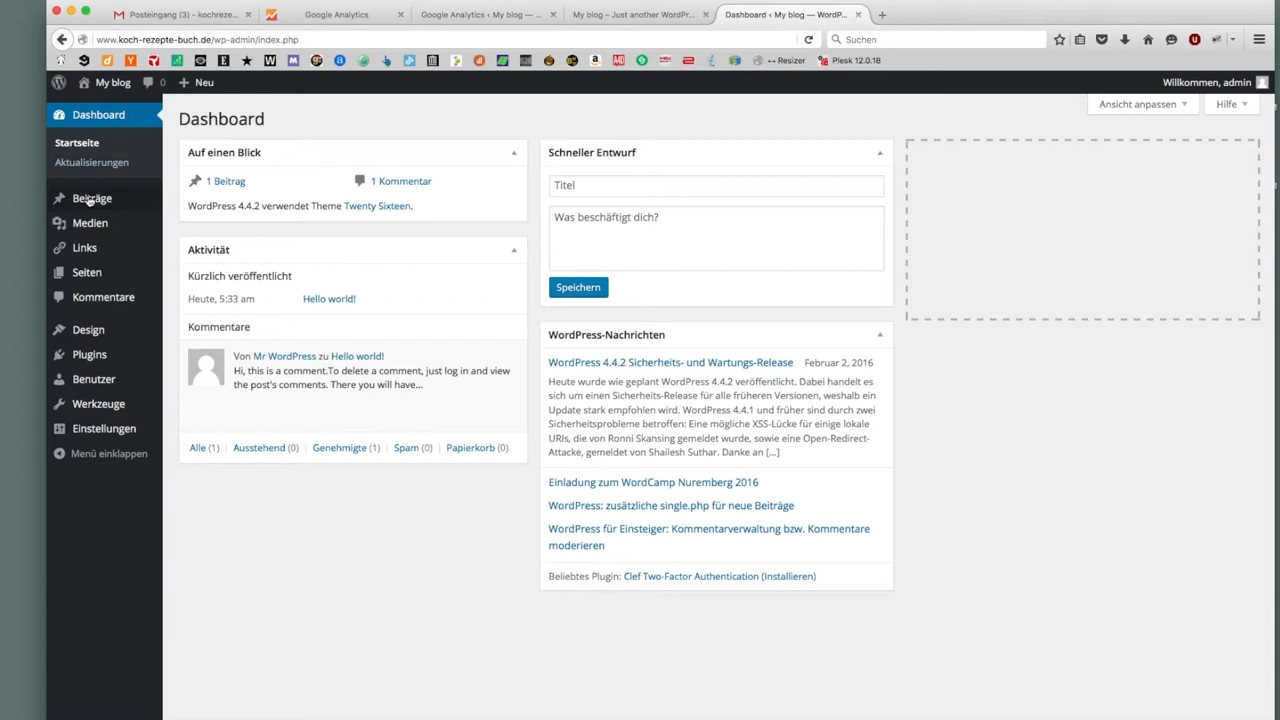 Posteingang (3) - kochreze...
Google Analytics
Google Analytics ‹ My blog — ...
My blog – Just another WordPr...
Dashboard ‹ My blog — WordP...
www.koch-rezepte-buch.de/wp-admin/index.php
Suchen
↔ Resizer
Plesk 12.0.18
My blog
0
Neu
Willkommen, admin
Dashboard
Startseite
Aktualisierungen
Beiträge
Medien
Links
Seiten
Kommentare
Design
Plugins
Benutzer
Werkzeuge
Einstellungen
Menü einklappen
Ansicht anpassen
Hilfe
Dashboard
Auf einen Blick
1 Beitrag
1 Kommentar
WordPress 4.4.2 verwendet Theme Twenty Sixteen.
Aktivität
Kürzlich veröffentlicht
Heute, 5:33 am
Hello world!
Kommentare
Von Mr WordPress zu Hello world!
Hi, this is a comment.To delete a comment, just log in and view
the post's comments. There you will have...
Alle (1)
Ausstehend (0)
Genehmigte (1)
Spam (0)
Papierkorb (0)
Schneller Entwurf
Titel
Was beschäftigt dich?
Speichern
WordPress-Nachrichten
WordPress 4.4.2 Sicherheits- und Wartungs-Release Februar 2, 2016
Heute wurde wie geplant WordPress 4.4.2 veröffentlicht. Dabei handelt es
sich um einen Sicherheits-Release für alle früheren Versionen, weshalb ein
Update stark empfohlen wird. WordPress 4.4.1 und früher sind durch zwei
Sicherheitsprobleme betroffen: Eine mögliche XSS-Lücke für einige lokale
URIs, die von Ronni Skansing gemeldet wurde, sowie eine Open-Redirect-
Attacke, gemeldet von Shailesh Suthar. Danke an [...]
Einladung zum WordCamp Nuremberg 2016
WordPress: zusätzliche single.php für neue Beiträge
WordPress für Einsteiger: Kommentarverwaltung bzw. Kommentare
moderieren
Beliebtes Plugin: Clef Two-Factor Authentication (Installieren)